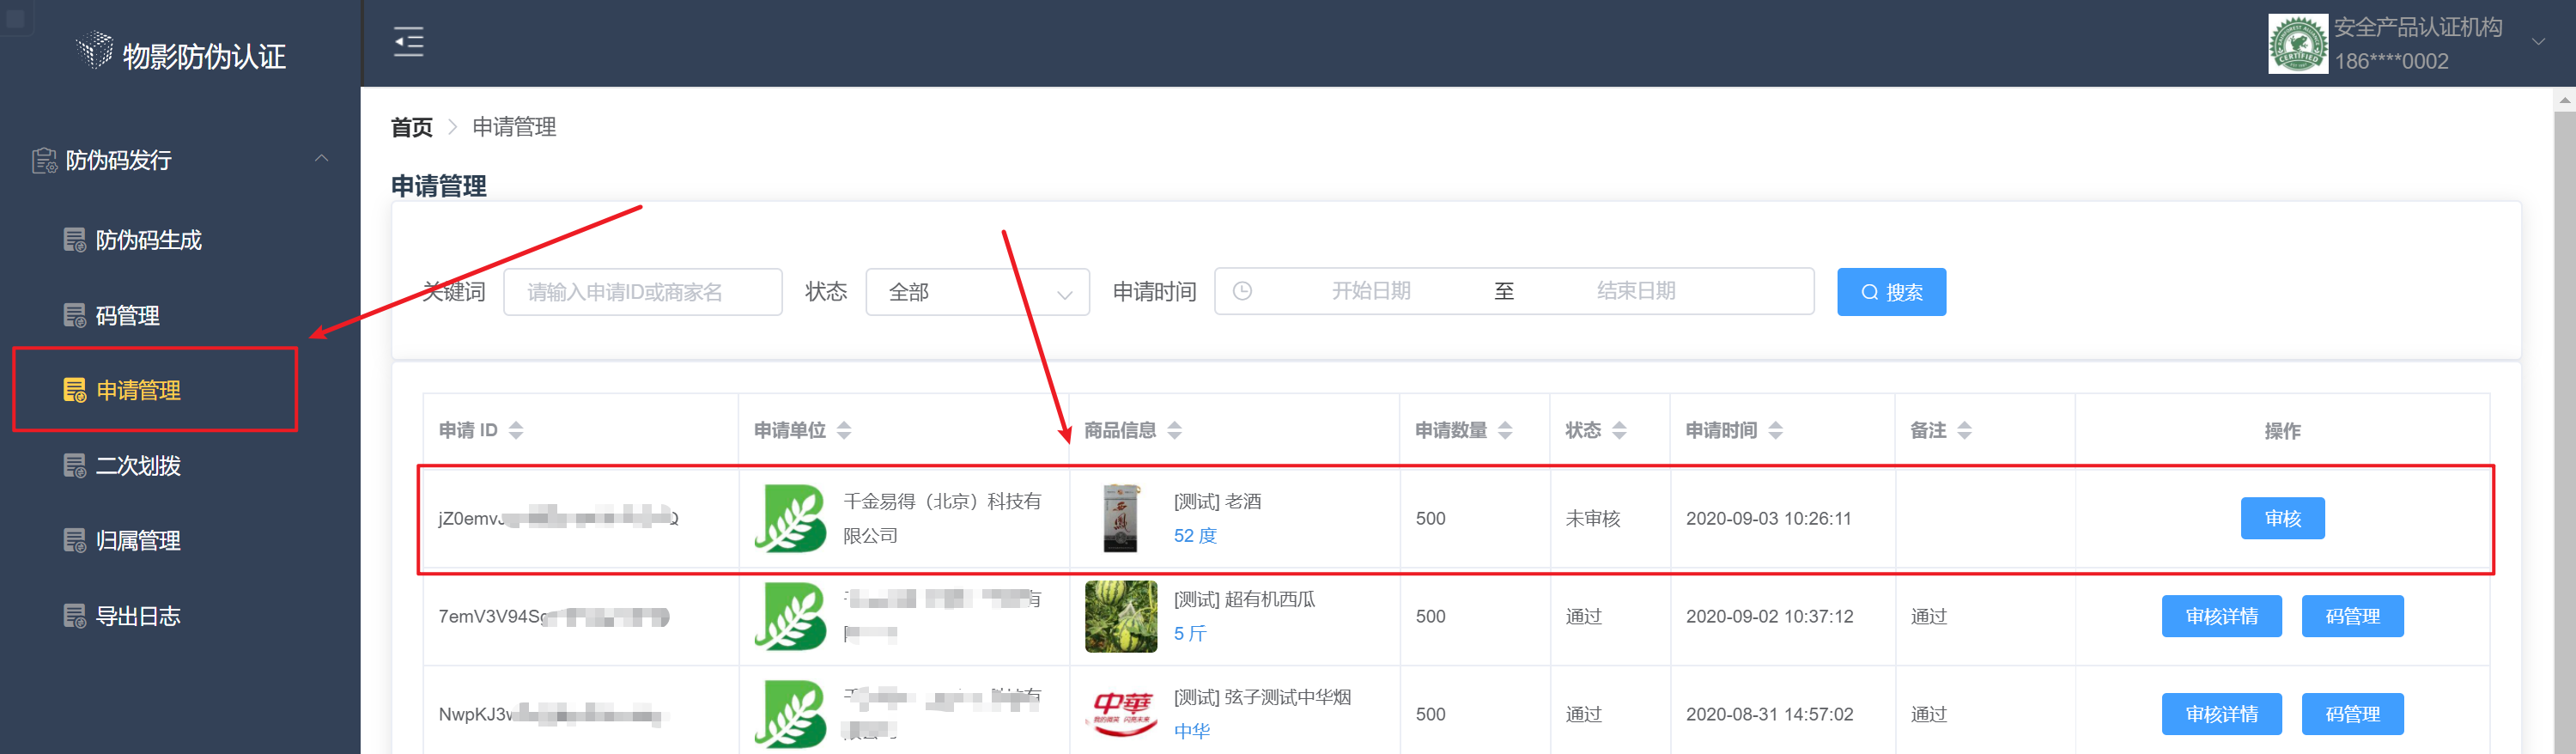 物影防伪认证
安全产品认证机构
186****0002
防伪码发行
防伪码生成
码管理
申请管理
二次划拨
归属管理
导出日志
首页 > 申请管理
申请管理
关键词 请输入申请ID或商家名 状态 全部 申请时间 开始日期 至 结束日期 搜索
申请 ID 申请单位 商品信息 申请数量 状态 申请时间 备注 操作
jZ0emv 千金易得（北京）科技有限公司 [测试] 老酒 52 度 500 未审核 2020-09-03 10:26:11 审核
7emV3V94S 有 [测试] 超有机西瓜 5 斤 500 通过 2020-09-02 10:37:12 通过 审核详情 码管理
NwpKJ3 有 [测试] 弦子测试中华烟 中华 500 通过 2020-08-31 14:57:02 通过 审核详情 码管理
中華